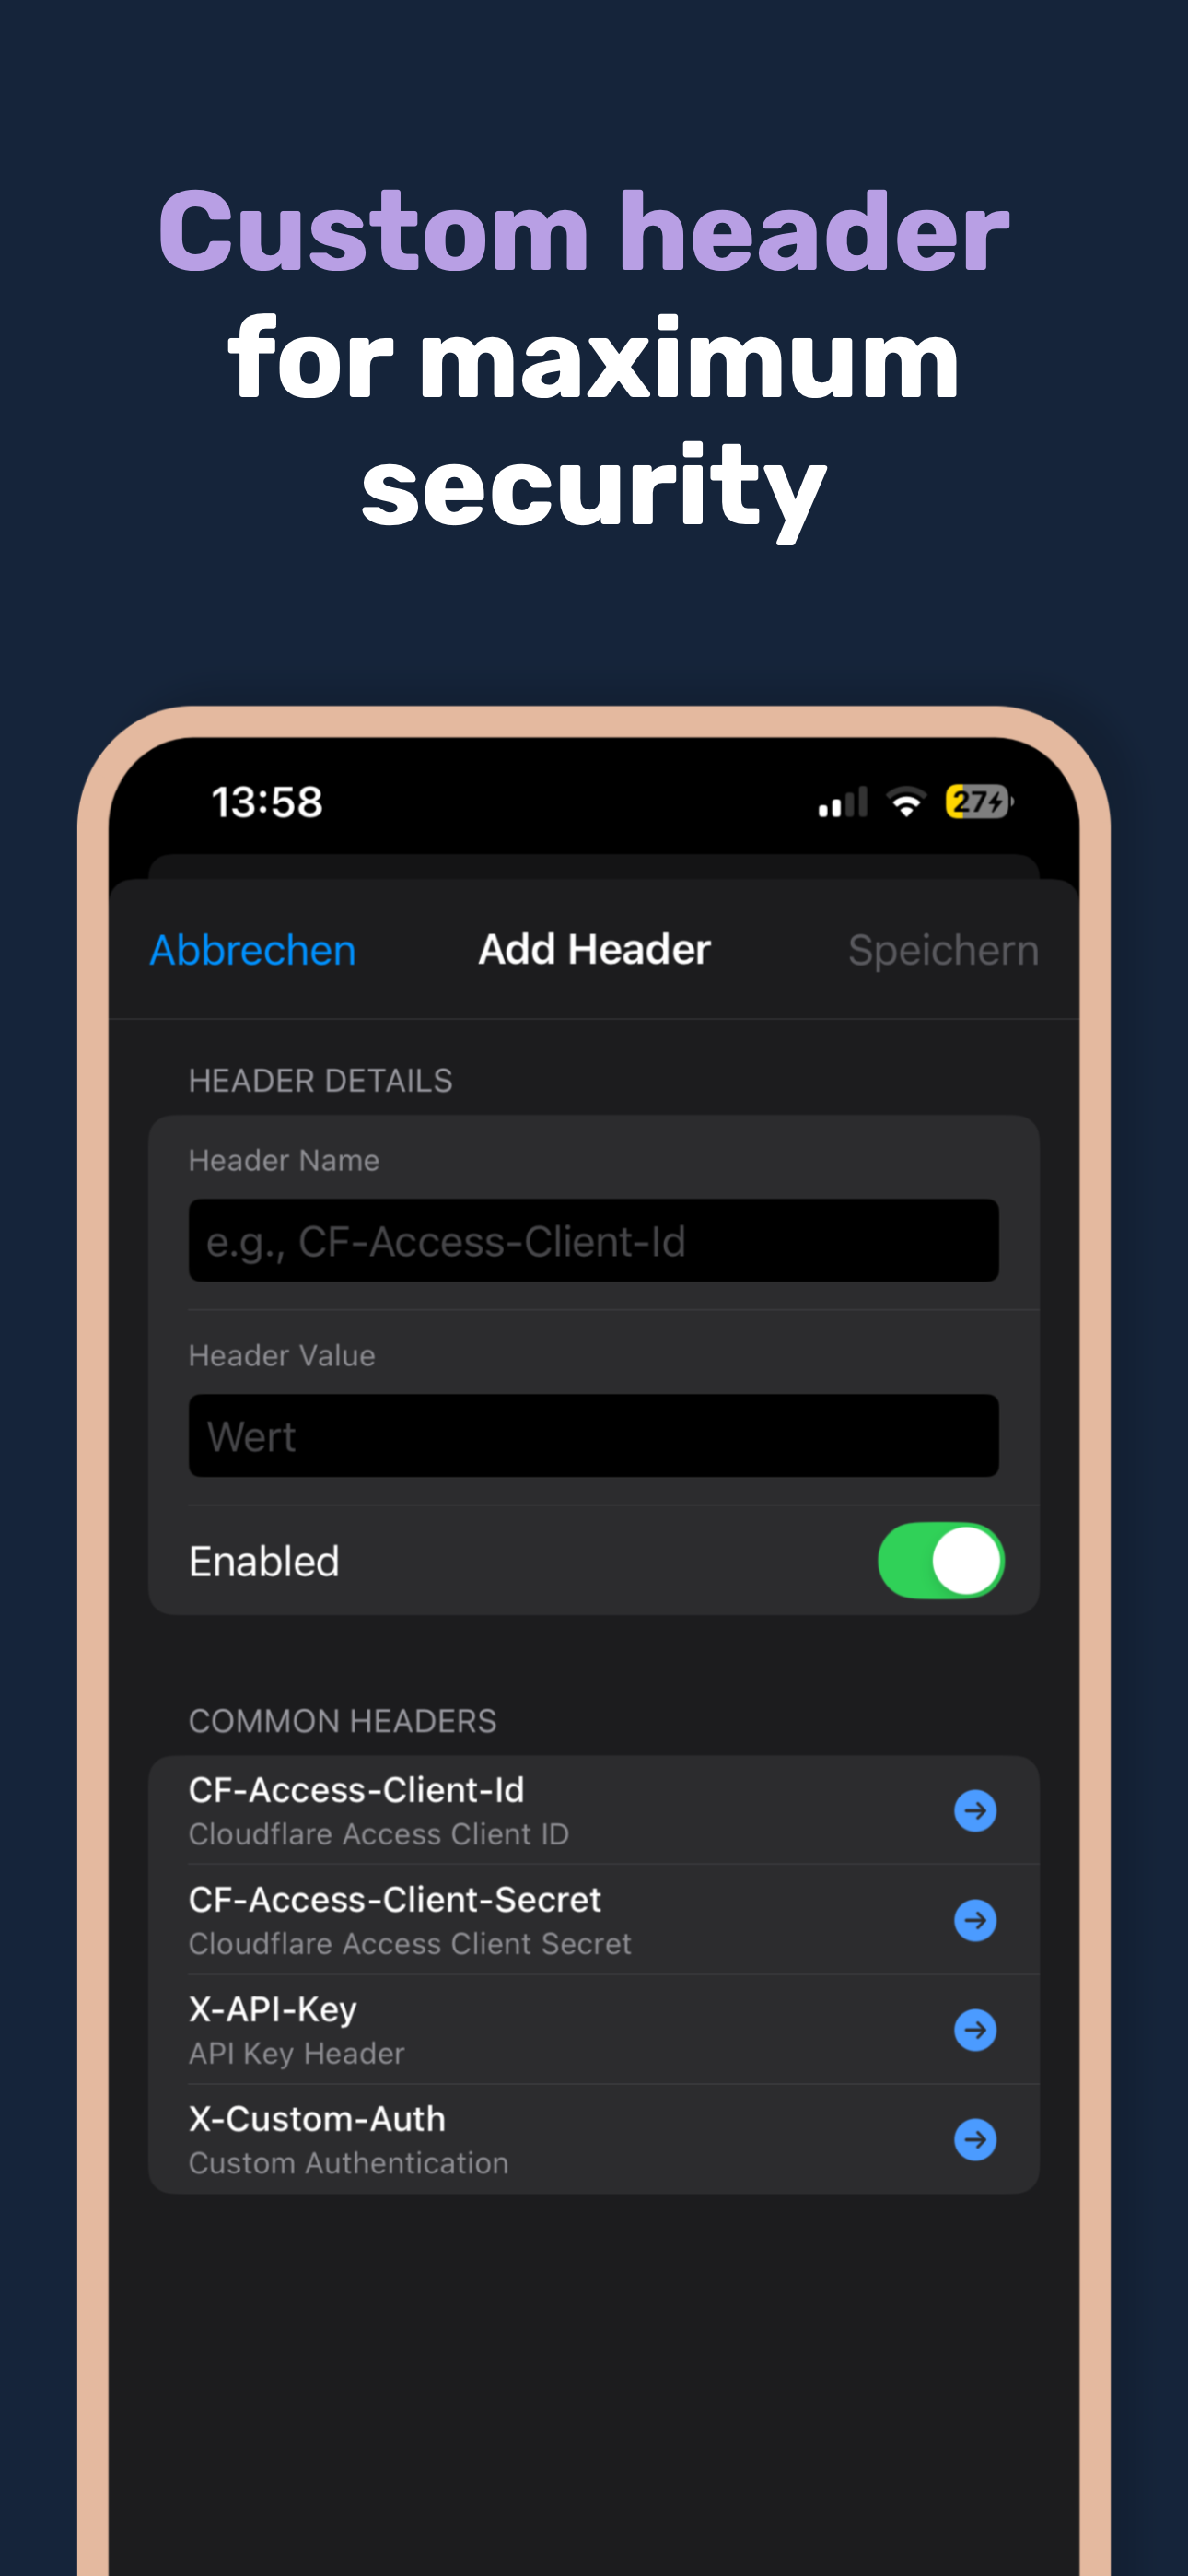 Custom header
for maximum
security
13:58
27
Abbrechen Add Header Speichern
HEADER DETAILS
Header Name
e.g., CF-Access-Client-Id
Header Value
Wert
Enabled
COMMON HEADERS
CF-Access-Client-Id
Cloudflare Access Client ID
CF-Access-Client-Secret
Cloudflare Access Client Secret
X-API-Key
API Key Header
X-Custom-Auth
Custom Authentication